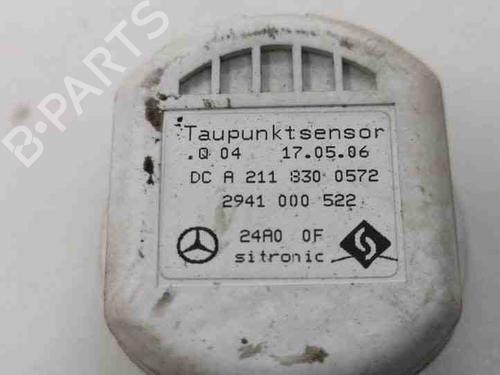 B-PARTS
Taupunktsensor
.Q 04 17.05.06
DC A 211 830 0572
2941 000 522
24A0 0F
sitronic